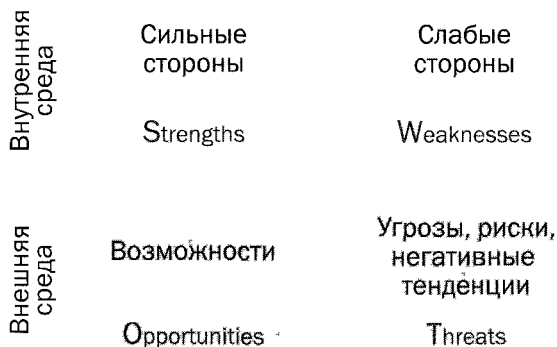 Внутренняя
среда
Сильные
стороны
Strengths
Слабые
стороны
Weaknesses
Внешняя
среда
Возможности
Opportunities
Угрозы, риски,
негативные
тенденции
Threats